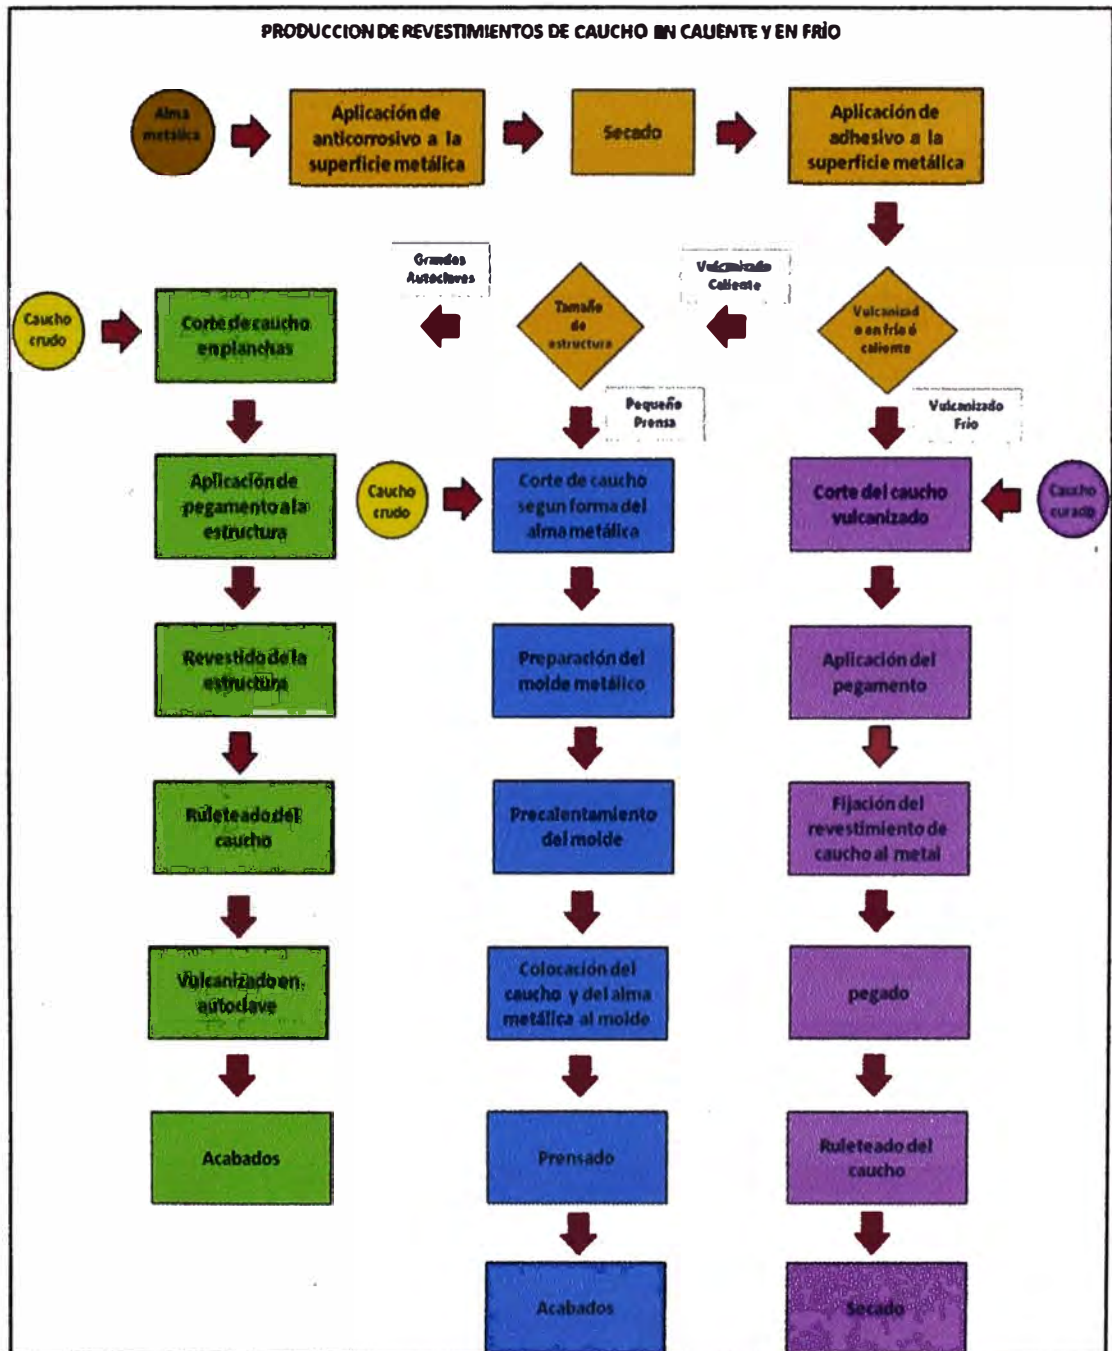 PRODUCCION DE REVESTIMIENTOS DE CAUCHO EN CALIENTE Y EN FRÍO
Alma
metálica
Aplicación de
anticorrosivo a la
superficie metálica
Secado
Aplicación de
adhesivo a la
superficie metálica
Grandes
Autoclaves
Vulcanizado
Caliente
Caucho
crudo
Corte de caucho
en planchas
Tamaño
de
estructura
Vulcanizad
o en frío ó
caliente
Pequeño
Prensa
Vulcanizado
Frio
Aplicación de
pegamento a la
estructura
Caucho
crudo
Corte de caucho
segun forma del
alma metálica
Corte del caucho
vulcanizado
Caucho
curado
Revestido de la
estructura
Preparación del
molde metálico
Aplicación del
pegamento
Ruleteado del
caucho
Precalentamiento
del molde
Fijación del
revestimiento de
caucho al metal
Vulcanizado en
autoclave
Colocación del
caucho y del alma
metálica al molde
pegado
Acabados
Prensado
Ruleteado del
caucho
Acabados
Secado